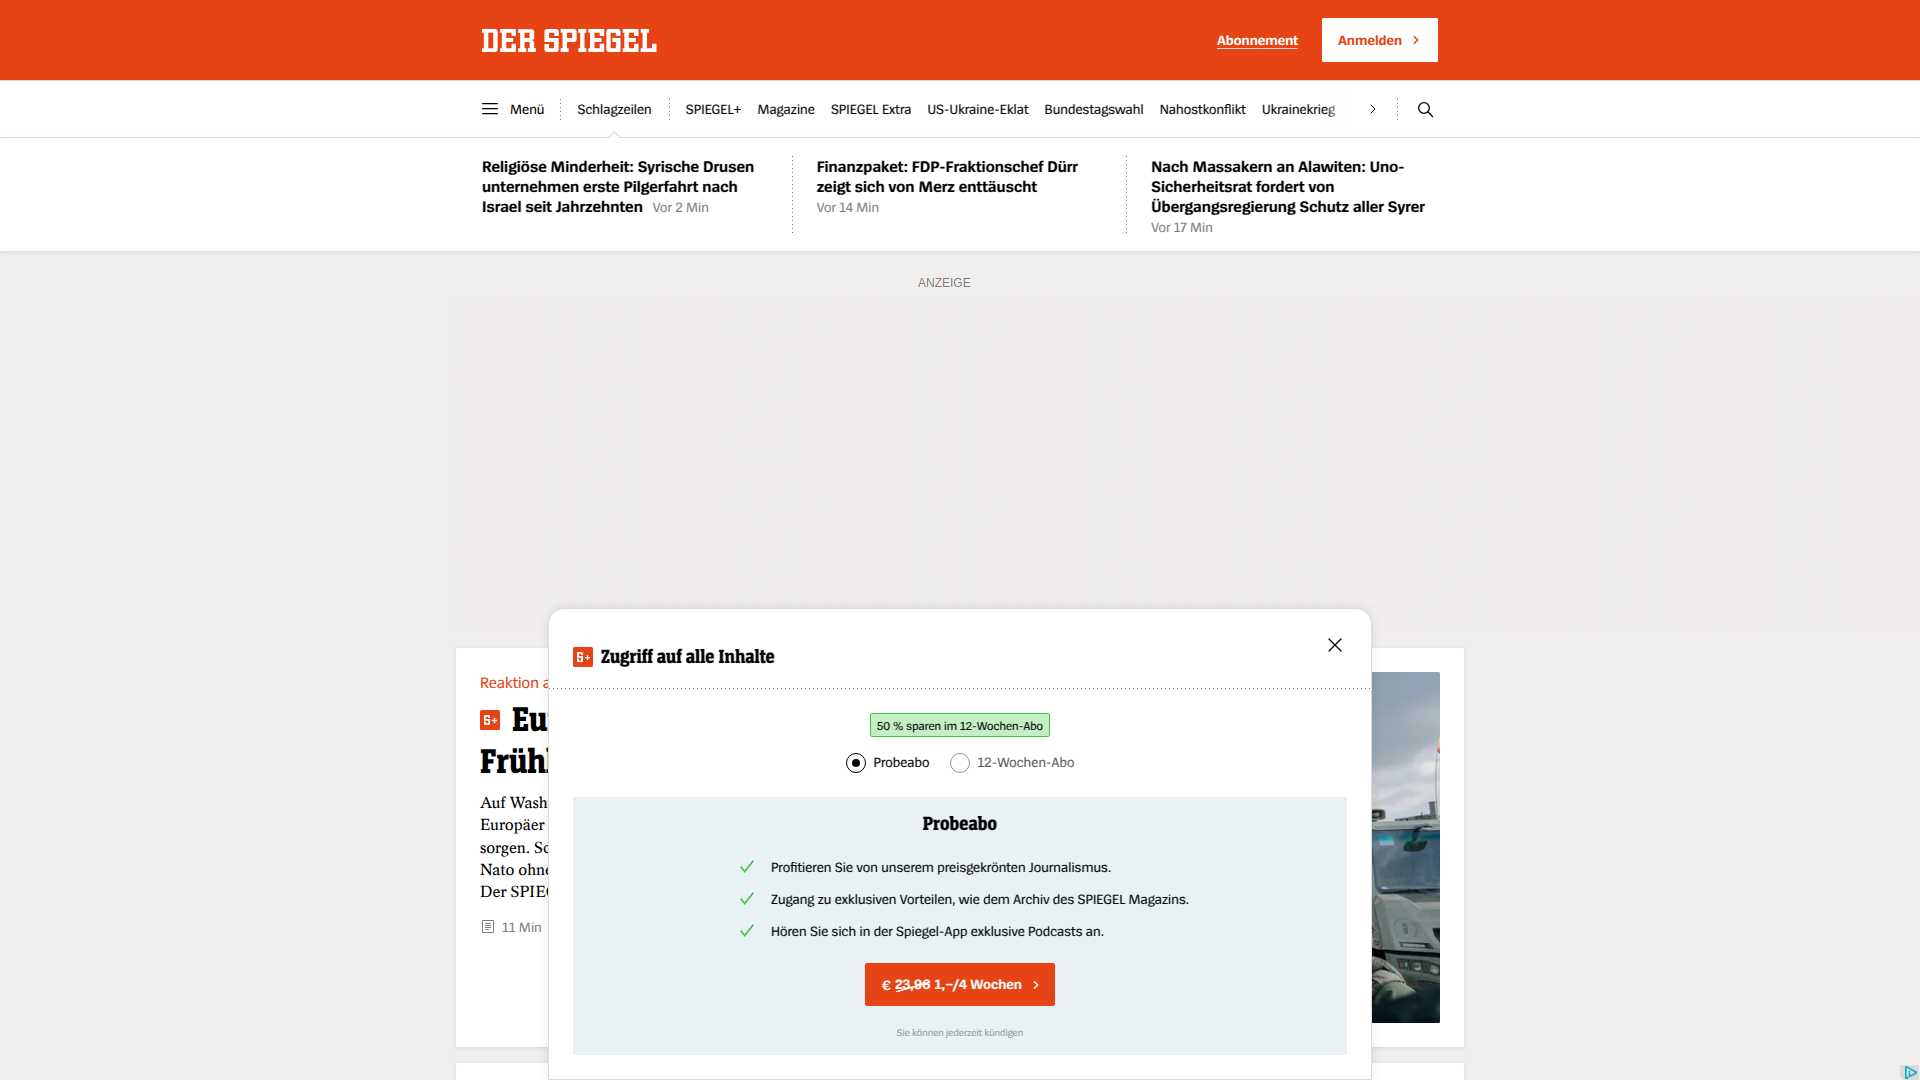 DER SPIEGEL
Abonnement
Anmelden
Menü
Schlagzeilen
SPIEGEL+
Magazine
SPIEGEL Extra
US-Ukraine-Eklat
Bundestagswahl
Nahostkonflikt
Ukrainekrieg
Religiöse Minderheit: Syrische Drusen
unternehmen erste Pilgerfahrt nach
Israel seit Jahrzehnten Vor 2 Min
Finanzpaket: FDP-Fraktionschef Dürr
zeigt sich von Merz enttäuscht
Vor 14 Min
Nach Massakern an Alawiten: Uno-
Sicherheitsrat fordert von
Übergangsregierung Schutz aller Syrer
Vor 17 Min
ANZEIGE
Reaktion
Früh
Auf Wash
Europäer
sorgen.
Nato ohne
Der SPIEG
11 Min
Zugriff auf alle Inhalte
50 % sparen im 12-Wochen-Abo
Probeabo
12-Wochen-Abo
Probeabo
Profitieren Sie von unserem preisgekrönten Journalismus.
Zugang zu exklusiven Vorteilen, wie dem Archiv des SPIEGEL Magazins.
Hören Sie sich in der Spiegel-App exklusive Podcasts an.
€ 23,96 1,–/4 Wochen
Sie können jederzeit kündigen